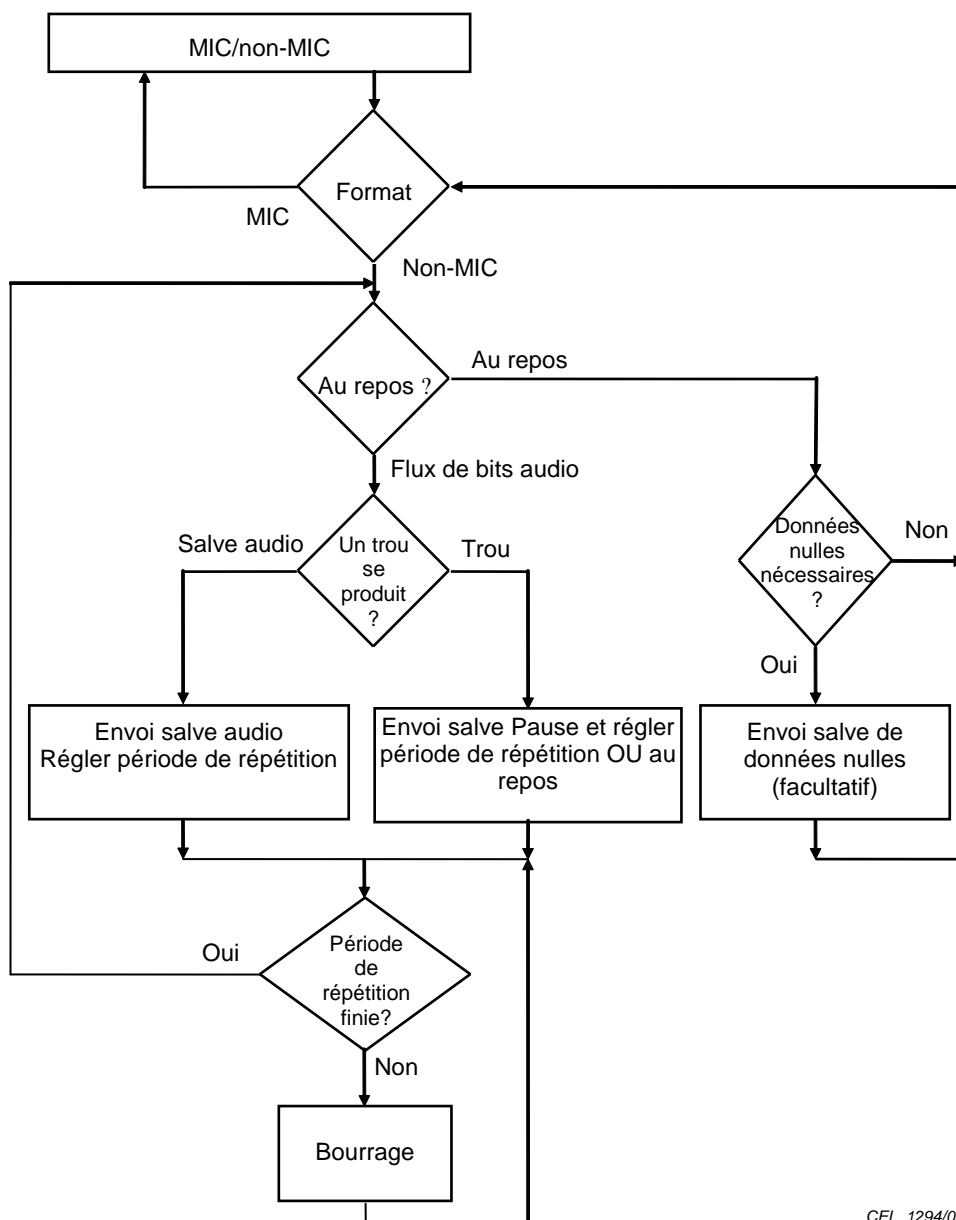 MIC/non-MIC
Format
MIC
Non-MIC
Au repos ?
Au repos
Flux de bits audio
Salve audio
Un trou
se
produit
?
Trou
Données
nulles
nécessaires
?
Non
Oui
Envoi salve audio
Régler période de répétition
Envoi salve Pause et régler
période de répétition OU au
repos
Envoi salve de
données nulles
(facultatif)
Oui
Période
de
répétition
finie?
Non
Bourrage
CEI 1294/0